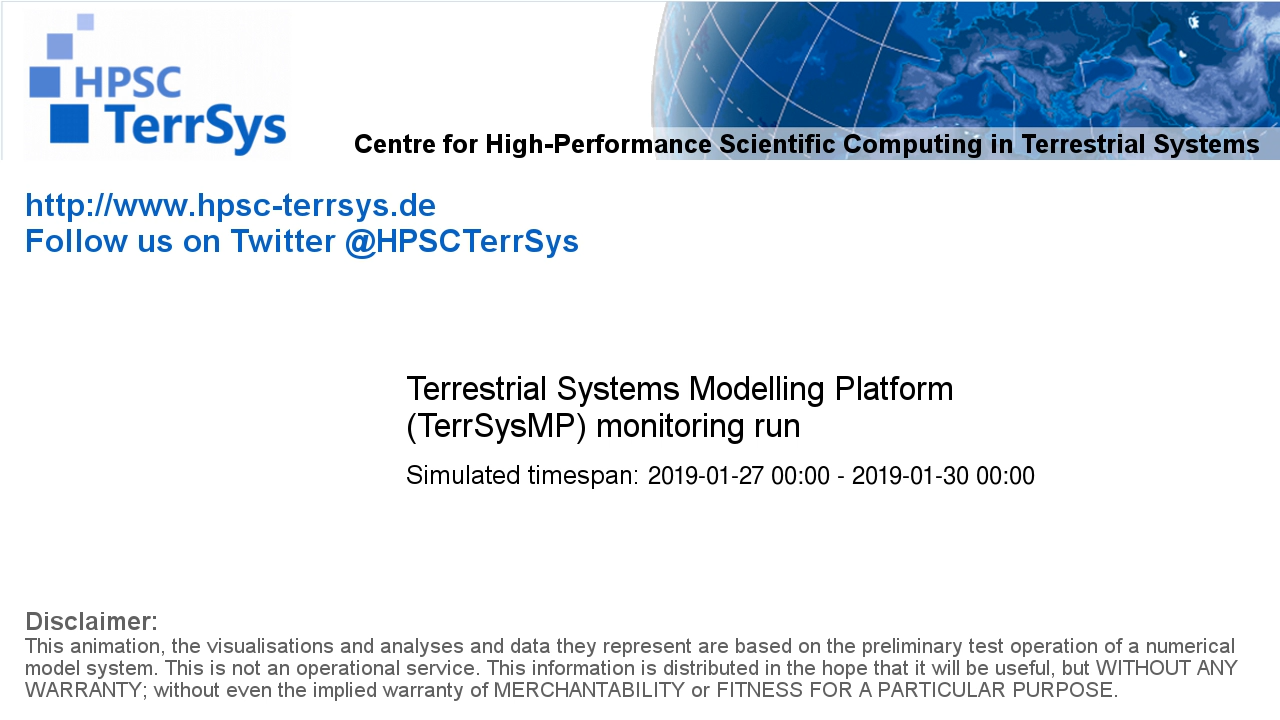 HPSC
TerrSys
Centre for High-Performance Scientific Computing in Terrestrial Systems
http://www.hpsc-terrsys.de
Follow us on Twitter @HPSCTerrSys
Terrestrial Systems Modelling Platform
(TerrSysMP) monitoring run
Simulated timespan: 2019-01-27 00:00 - 2019-01-30 00:00
Disclaimer:
This animation, the visualisations and analyses and data they represent are based on the preliminary test operation of a numerical
model system. This is not an operational service. This information is distributed in the hope that it will be useful, but WITHOUT ANY
WARRANTY; without even the implied warranty of MERCHANTABILITY or FITNESS FOR A PARTICULAR PURPOSE.